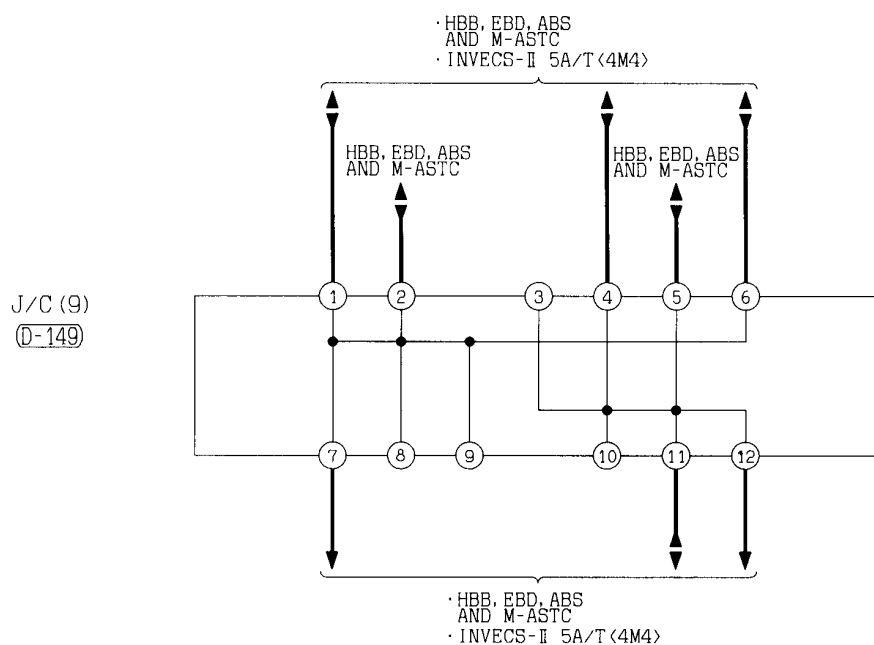 ·HBB, EBD, ABS
AND M-ASTC
·INVECS-Ⅱ 5A/T<4M4>
HBB, EBD, ABS
AND M-ASTC
HBB, EBD, ABS
AND M-ASTC
J/C (9)
D-149
1 2 3 4 5 6
7 8 9 10 11 12
·HBB, EBD, ABS
AND M-ASTC
·INVECS-Ⅱ 5A/T<4M4>